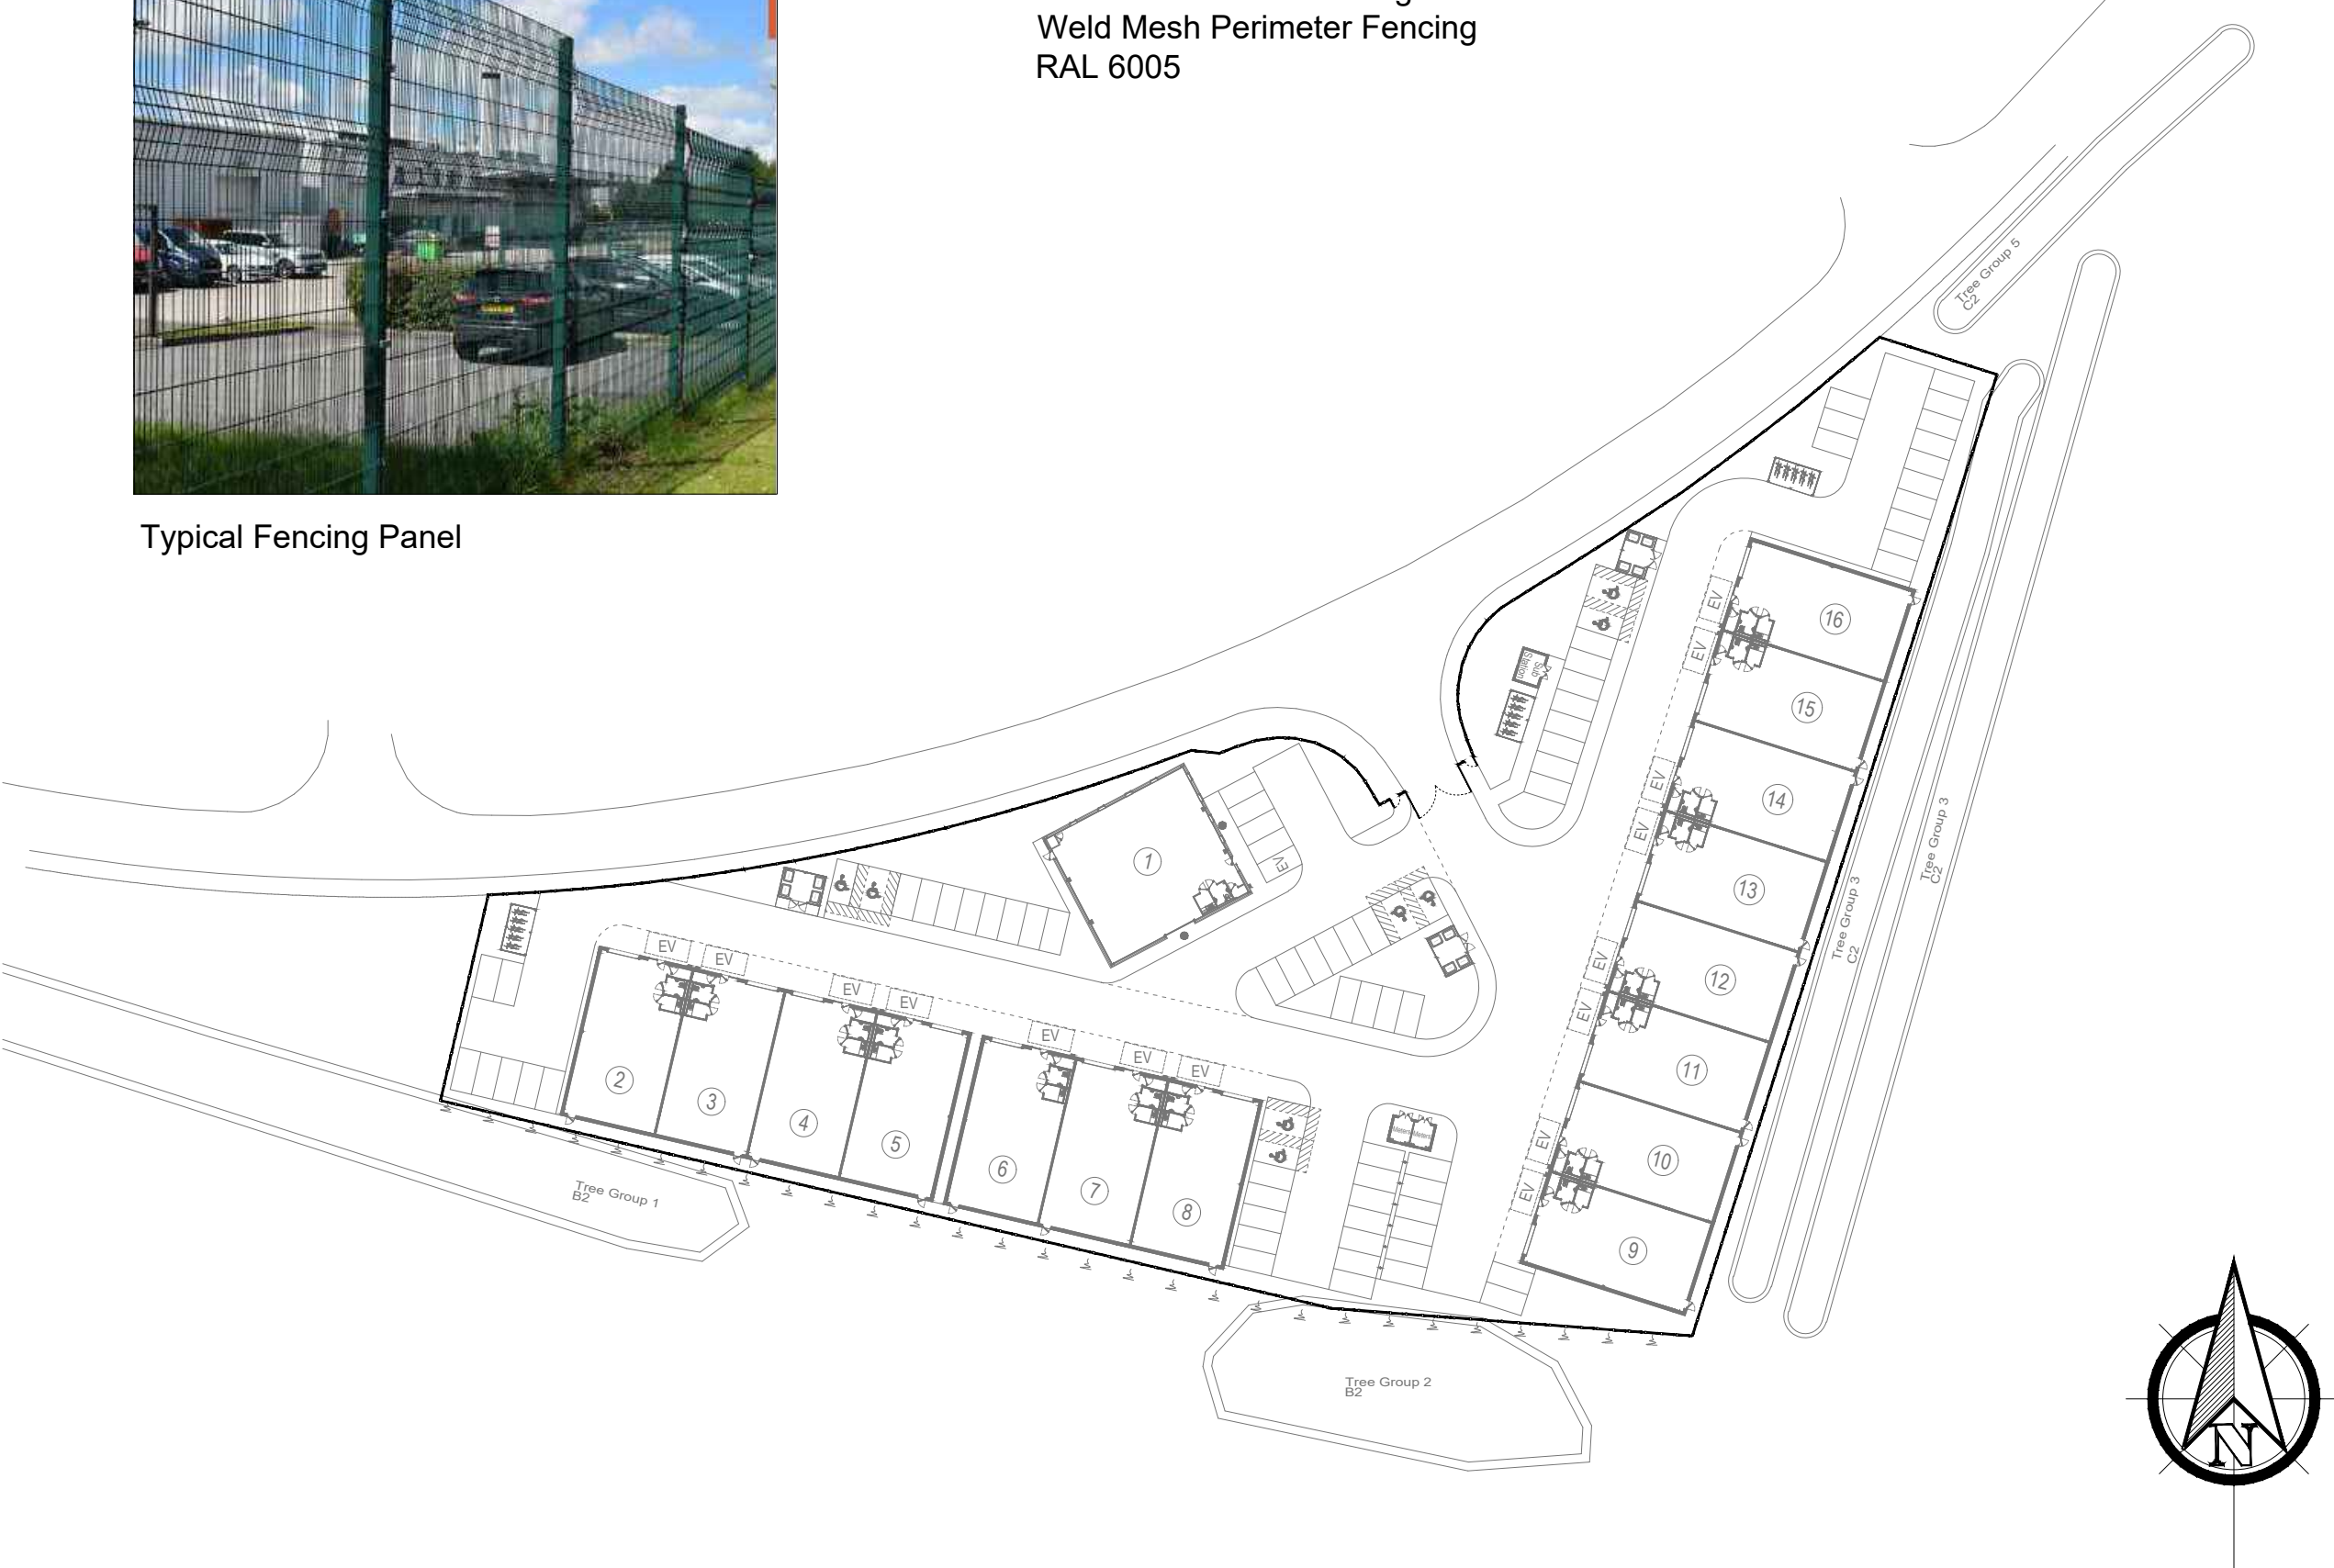 Weld Mesh Perimeter Fencing
RAL 6005
Typical Fencing Panel
Tree Group 5
C2
16
EV
EV
15
Sub
Station
14
EV
EV
13
Tree Group 3
C2
Tree Group 3
C2
1
EV
12
EV
EV
11
EV
EV
EV
EV
EV
EV
EV
2
3
4
5
6
7
8
Meters
Meters
10
EV
EV
9
Tree Group 1
B2
Tree Group 2
B2
N